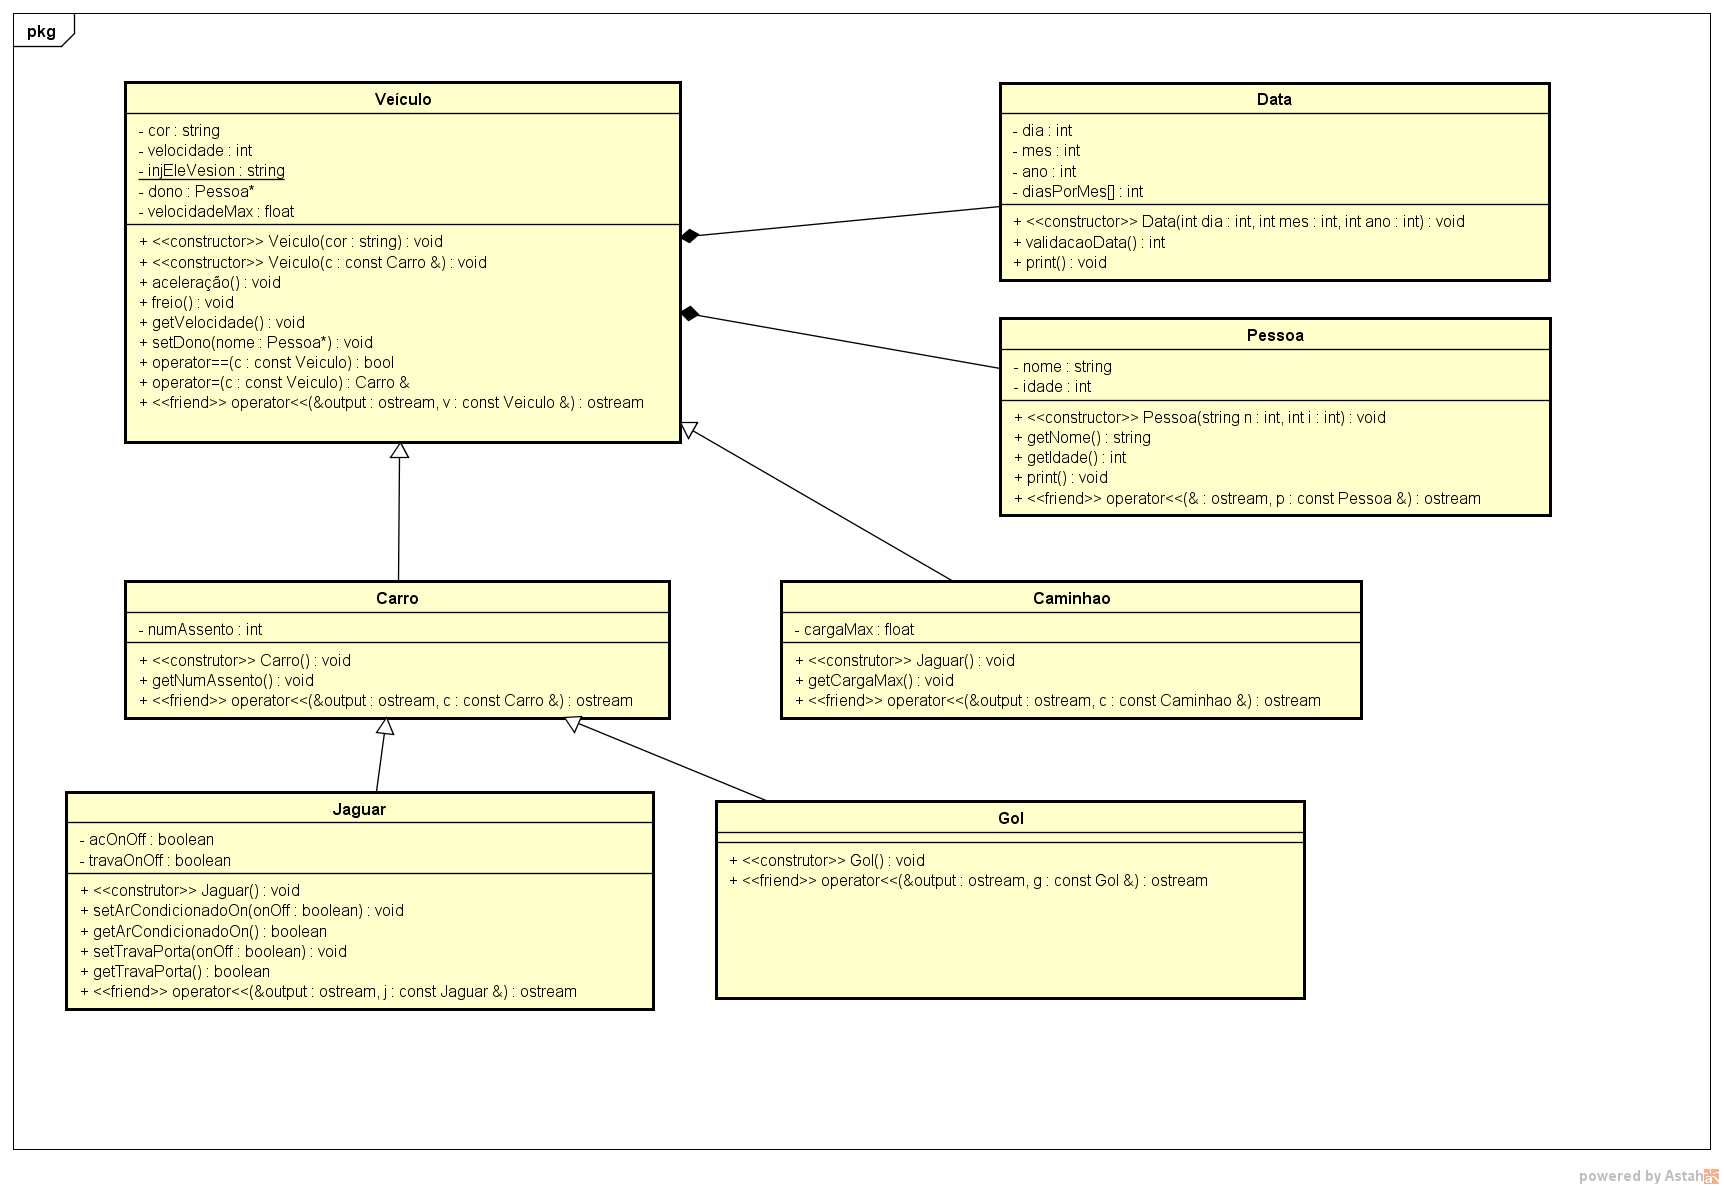 pkg
Veículo
- cor : string
- velocidade : int
- injEleVesion : string
- dono : Pessoa*
- velocidadeMax : float
+ <<constructor>> Veiculo(cor : string) : void
+ <<constructor>> Veiculo(c : const Carro &) : void
+ aceleração() : void
+ freio() : void
+ getVelocidade() : void
+ setDono(nome : Pessoa*) : void
+ operator==(c : const Veiculo) : bool
+ operator=(c : const Veiculo) : Carro &
+ <<friend>> operator<<(&output : ostream, v : const Veiculo &) : ostream
Data
- dia : int
- mes : int
- ano : int
- diasPorMes[] : int
+ <<constructor>> Data(int dia : int, int mes : int, int ano : int) : void
+ validacaoData() : int
+ print() : void
Pessoa
- nome : string
- idade : int
+ <<constructor>> Pessoa(string n : int, int i : int) : void
+ getNome() : string
+ getIdade() : int
+ print() : void
+ <<friend>> operator<<(& : ostream, p : const Pessoa &) : ostream
Carro
- numAssento : int
+ <<construtor>> Carro() : void
+ getNumAssento() : void
+ <<friend>> operator<<(&output : ostream, c : const Carro &) : ostream
Caminhao
- cargaMax : float
+ <<construtor>> Jaguar() : void
+ getCargaMax() : void
+ <<friend>> operator<<(&output : ostream, c : const Caminhao &) : ostream
Jaguar
- acOnOff : boolean
- travaOnOff : boolean
+ <<construtor>> Jaguar() : void
+ setArCondicionadoOn(onOff : boolean) : void
+ getArCondicionadoOn() : boolean
+ setTravaPorta(onOff : boolean) : void
+ getTravaPorta() : boolean
+ <<friend>> operator<<(&output : ostream, j : const Jaguar &) : ostream
Gol
+ <<construtor>> Gol() : void
+ <<friend>> operator<<(&output : ostream, g : const Gol &) : ostream
powered by Astah